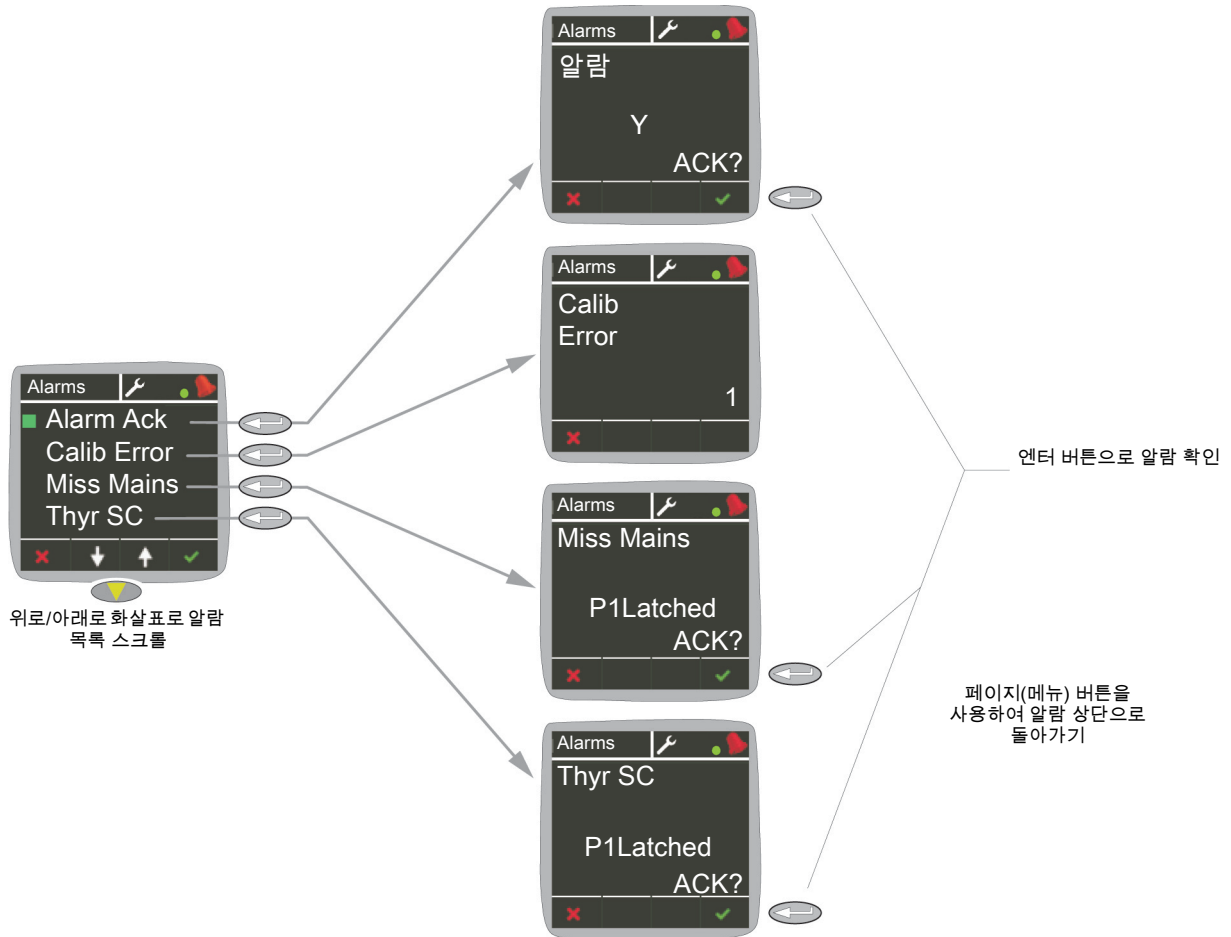 Alarms
Alarm Ack
Calib Error
Miss Mains
Thyr SC
위로/아래로 화살표로 알람
목록 스크롤
Alarms
알람
Y
ACK?
Alarms
Calib
Error
1
Alarms
Miss Mains
P1Latched
ACK?
Alarms
Thyr SC
P1Latched
ACK?
엔터 버튼으로 알람 확인
페이지(메뉴) 버튼을
사용하여 알람 상단으로
돌아가기